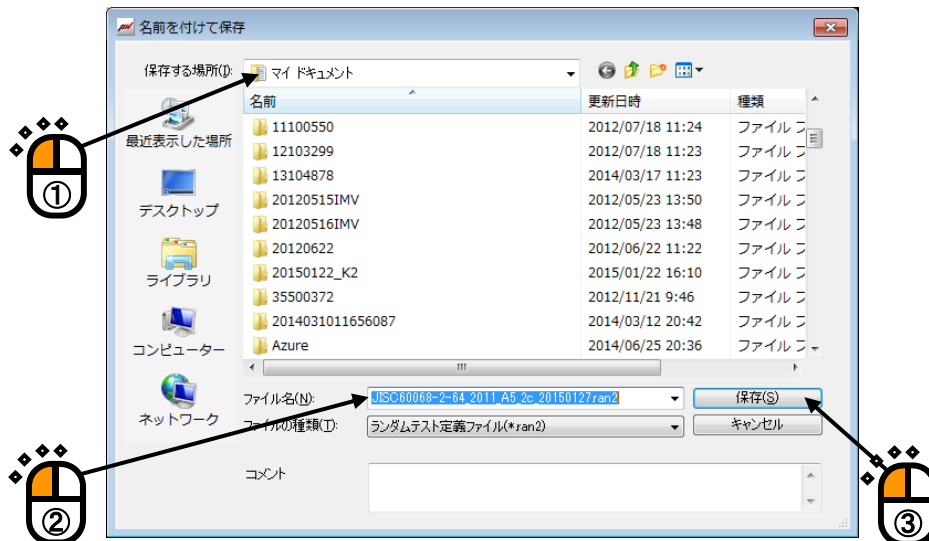 名前を付けて保存
保存する場所(I): マイ ドキュメント
名前 更新日時 種類
11100550 2012/07/18 11:24 ファイル フ
12103299 2012/07/18 11:23 ファイル フ
13104878 2014/03/17 11:23 ファイル フ
20120515IMV 2012/05/23 13:50 ファイル フ
20120516IMV 2012/05/23 13:48 ファイル フ
20120622 2012/06/22 11:22 ファイル フ
20150122_K2 2015/01/22 16:10 ファイル フ
35500372 2012/11/21 9:46 ファイル フ
2014031011656087 2014/03/12 20:42 ファイル フ
Azure 2014/06/25 20:36 ファイル フ
最近表示した場所
デスクトップ
ライブラリ
コンピューター
ネットワーク
ファイル名(N): JISC60068-2-64_2011_A5_2c_20150127.ran2 保存(S)
ファイルの種類(T): ランダムテスト定義ファイル(*.ran2) キャンセル
コメント
①
②
③